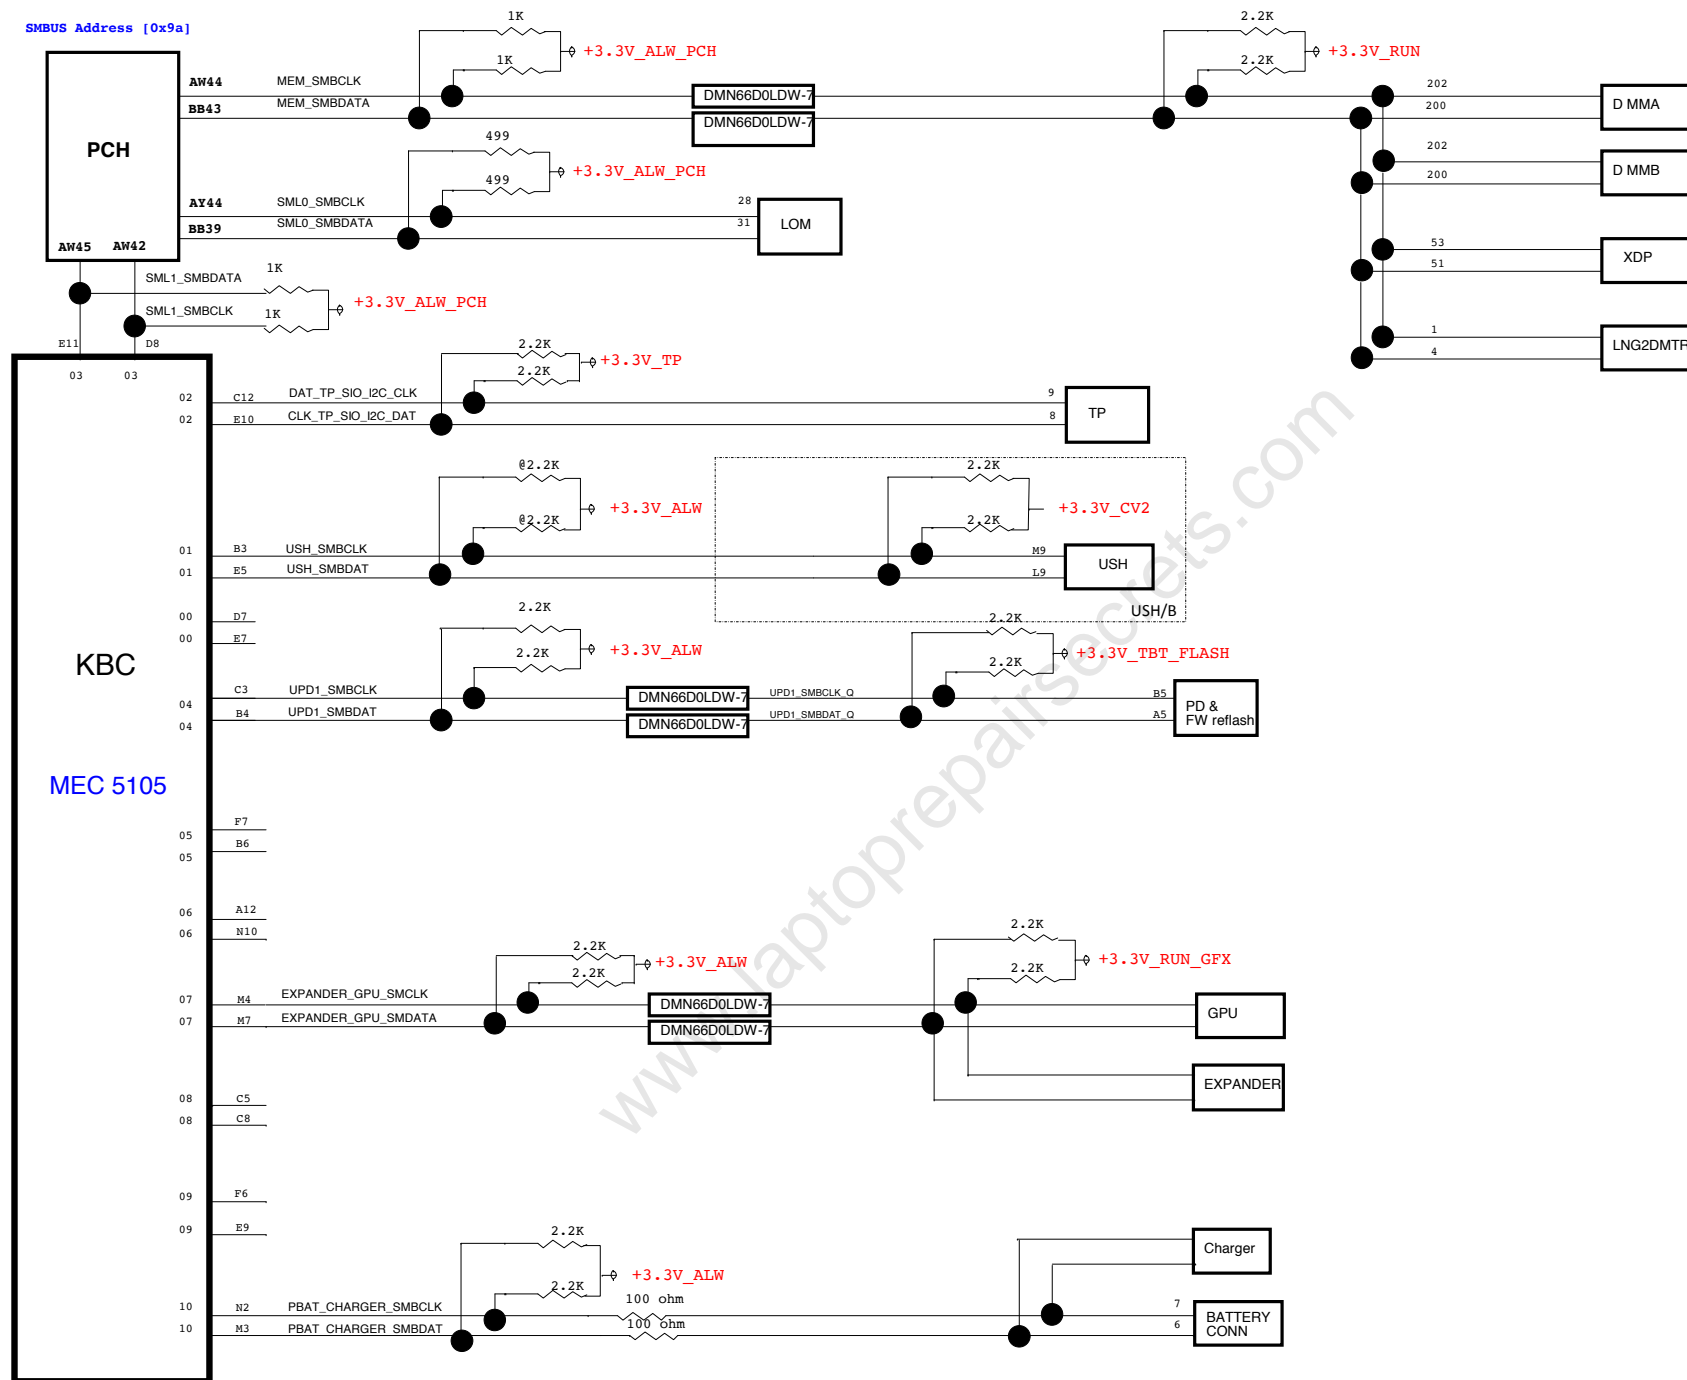 SMBUS Address [0x9a]
1K
+3.3V_ALW_PCH
1K
2.2K
+3.3V_RUN
2.2K
PCH
AW44
MEM_SMBCLK
BB43
MEM_SMBDATA
DMN66D0LDW-7
DMN66D0LDW-7
202
200
D MMA
499
+3.3V_ALW_PCH
499
202
200
D MMB
AY44
SML0_SMBCLK
28
BB39
SML0_SMBDATA
31
LOM
AW45
AW42
53
51
XDP
SML1_SMBDATA
1K
+3.3V_ALW_PCH
SML1_SMBCLK
1K
1
4
LNG2DMTR
E11
D8
03
03
2.2K
+3.3V_TP
2.2K
02
C12
DAT_TP_SIO_I2C_CLK
9
02
E10
CLK_TP_SIO_I2C_DAT
8
TP
@2.2K
+3.3V_ALW
@2.2K
2.2K
+3.3V_CV2
2.2K
01
B3
USH_SMBCLK
M9
01
E5
USH_SMBDAT
L9
USH
USH/B
00
D7
00
E7
KBC
2.2K
+3.3V_ALW
2.2K
2.2K
+3.3V_TBT_FLASH
2.2K
04
C3
UPD1_SMBCLK
DMN66D0LDW-7
UPD1_SMBCLK_Q
B5
04
B4
UPD1_SMBDAT
DMN66D0LDW-7
UPD1_SMBDAT_Q
A5
PD &
FW reflash
MEC 5105
05
F7
05
B6
06
A12
06
N10
2.2K
+3.3V_ALW
2.2K
2.2K
+3.3V_RUN_GFX
2.2K
07
M4
EXPANDER_GPU_SMCLK
DMN66D0LDW-7
07
M7
EXPANDER_GPU_SMDATA
DMN66D0LDW-7
GPU
EXPANDER
08
C5
08
C8
09
F6
09
E9
2.2K
+3.3V_ALW
2.2K
Charger
10
N2
PBAT_CHARGER_SMBCLK
100 ohm
7
10
M3
PBAT_CHARGER_SMBDAT
100 ohm
6
BATTERY
CONN
www.laptoprepairsecrets.com